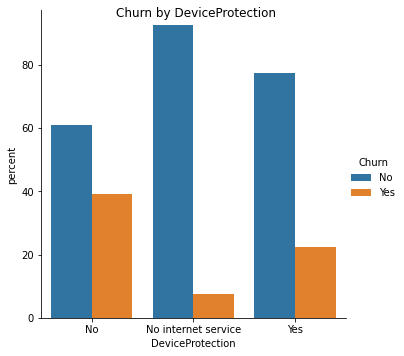 Churn by DeviceProtection
percent
80
60
40
20
0
No
No internet service
Yes
DeviceProtection
Churn
No
Yes